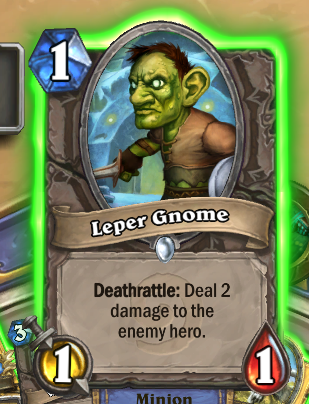 1
Leper Gnome
Deathrattle: Deal 2
damage to the
enemy hero.
3
1
1
Minion